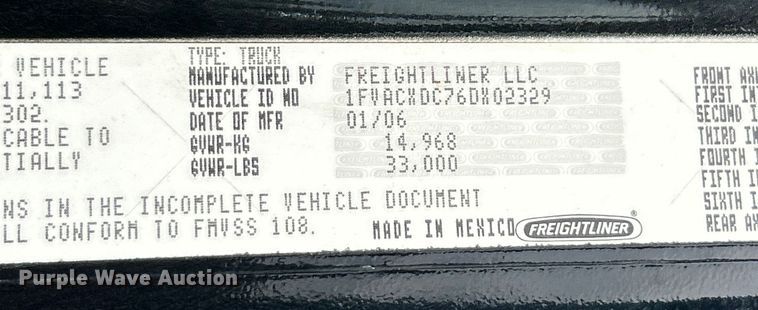 TYPE: TRUCK
VEHICLE MANUFACTURED BY FREIGHTLINER LLC FRONT AX
11,113 VEHICLE ID NO 1FVACXDC76DX02329 FIRST IN
302. DATE OF MFR 01/06 SECOND I
CABLE TO GVWR-KG 14,968 THIRD IN
TIALLY GVWR-LBS 33,000 FOURTH I
FIFTH I
NS IN THE INCOMPLETE VEHICLE DOCUMENT SIXTH I
LL CONFORM TO FMVSS 108. MADE IN MEXICO FREIGHTLINER ® REAR AX
Purple Wave Auction